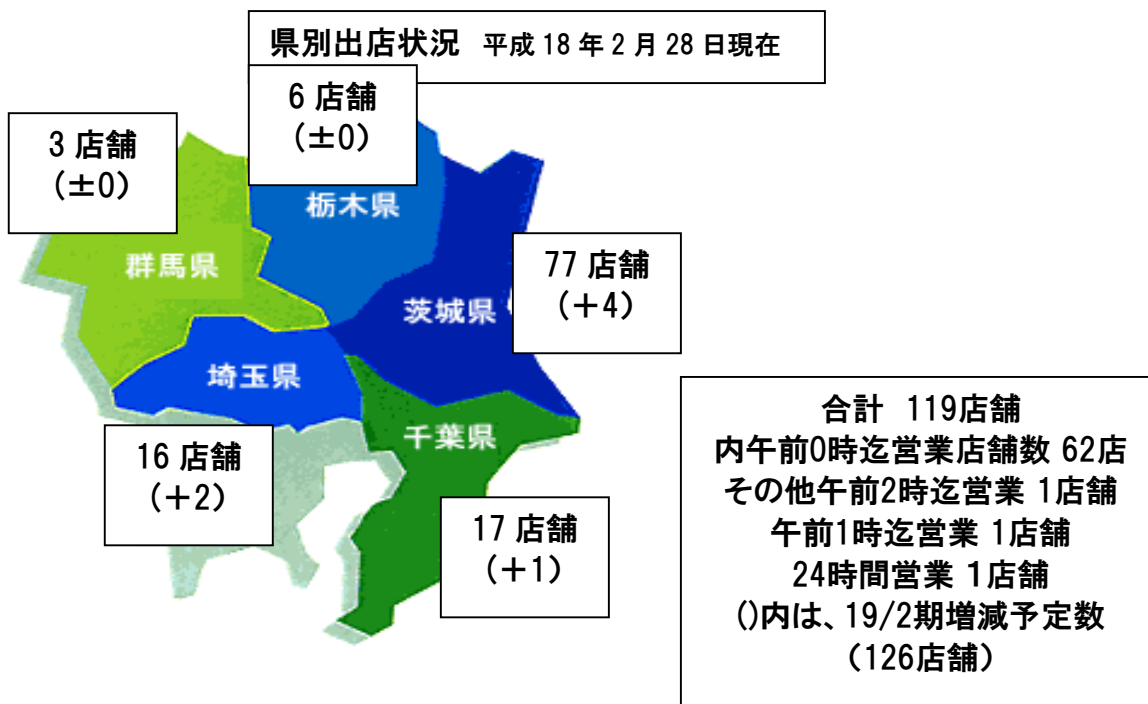 県別出店状況 平成18年2月28日現在
6店舗
(±0)
3店舗
(±0)
栃木県
群馬県
77店舗
(+4)
茨城県
埼玉県
千葉県
16店舗
(+2)
17店舗
(+1)
合計 119店舗
内午前0時迄営業店舗数 62店
その他午前2時迄営業 1店舗
午前1時迄営業 1店舗
24時間営業 1店舗
()内は、19/2期増減予定数
(126店舗)